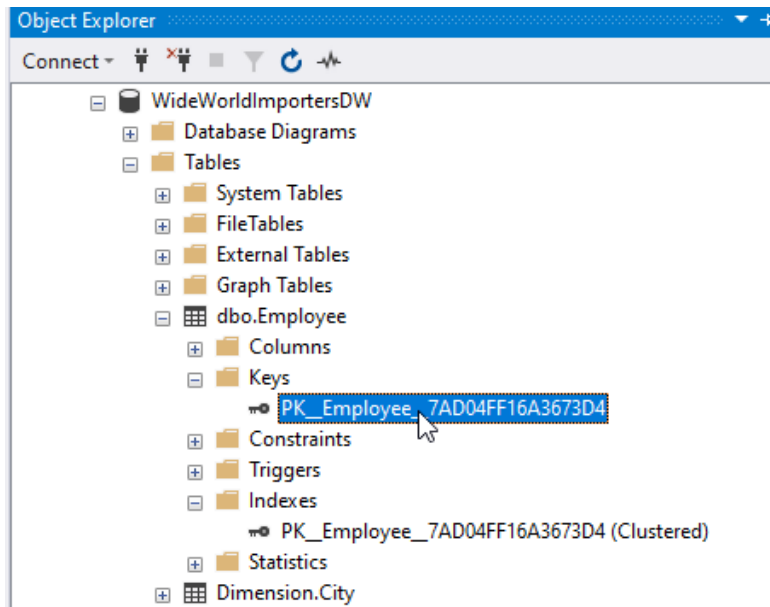 Object Explorer
Connect
WideWorldImportersDW
Database Diagrams
Tables
System Tables
FileTables
External Tables
Graph Tables
dbo.Employee
Columns
Keys
PK__Employee__7AD04FF16A3673D4
Constraints
Triggers
Indexes
PK__Employee__7AD04FF16A3673D4 (Clustered)
Statistics
Dimension.City